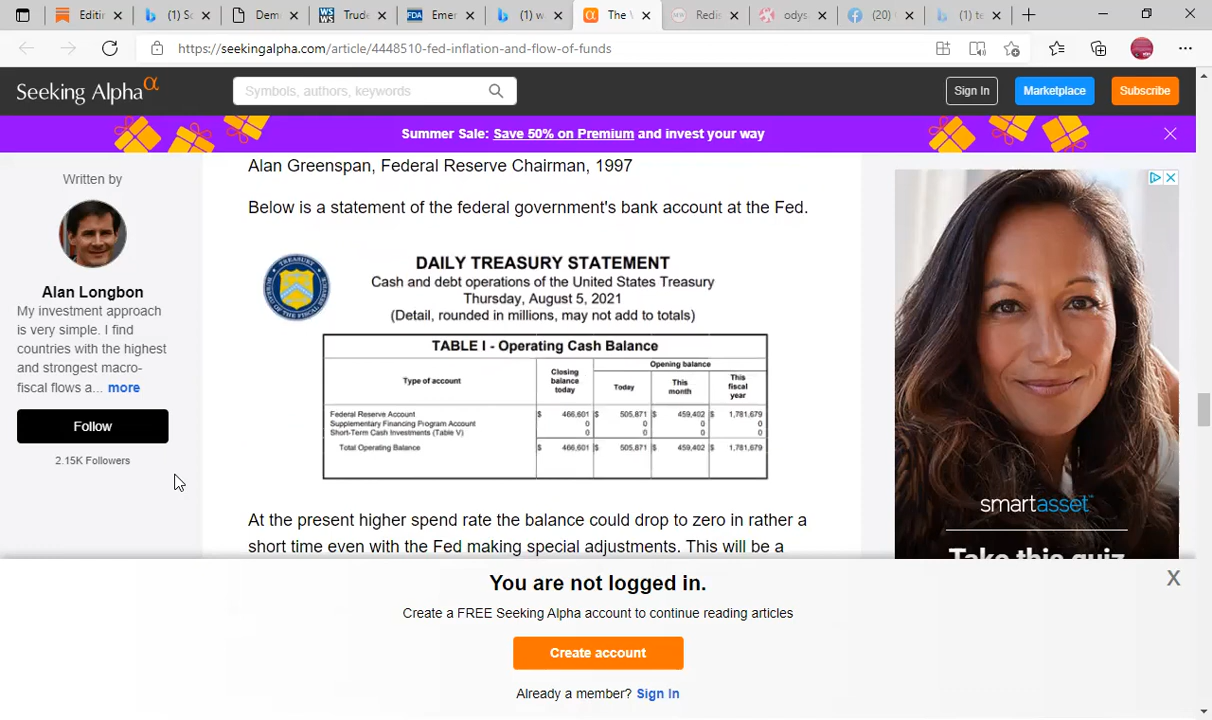 Editin
(1) Sc
Dem
WS
WS
Trude
FDA
Emer
(1) w
α
The \
Redis
odys
(20)
(1) te
https://seekingalpha.com/article/4448510-fed-inflation-and-flow-of-funds
Seeking Alpha α
Symbols, authors, keywords
Sign In
Marketplace
Subscribe
Summer Sale: Save 50% on Premium and invest your way
Written by
Alan Longbon
My investment approach
is very simple. I find
countries with the highest
and strongest macro-
fiscal flows a... more
Follow
2.15K Followers
Alan Greenspan, Federal Reserve Chairman, 1997
Below is a statement of the federal government's bank account at the Fed.
DAILY TREASURY STATEMENT
Cash and debt operations of the United States Treasury
Thursday, August 5, 2021
(Detail, rounded in millions, may not add to totals)
TABLE I - Operating Cash Balance
Type of account
Closing
balance
today
Opening balance
Today
This
month
This
fiscal
year
Federal Reserve Account $ 466,601 $ 505,871 $ 459,402 $ 1,781,679
Supplementary Financing Program Account 0 0 0 0
Short-Term Cash Investments (Table V) 0 0 0 0
Total Operating Balance $ 466,601 $ 505,871 $ 459,402 $ 1,781,679
At the present higher spend rate the balance could drop to zero in rather a
short time even with the Fed making special adjustments. This will be a
smartasset
Take this quiz
You are not logged in.
X
Create a FREE Seeking Alpha account to continue reading articles
Create account
Already a member? Sign In